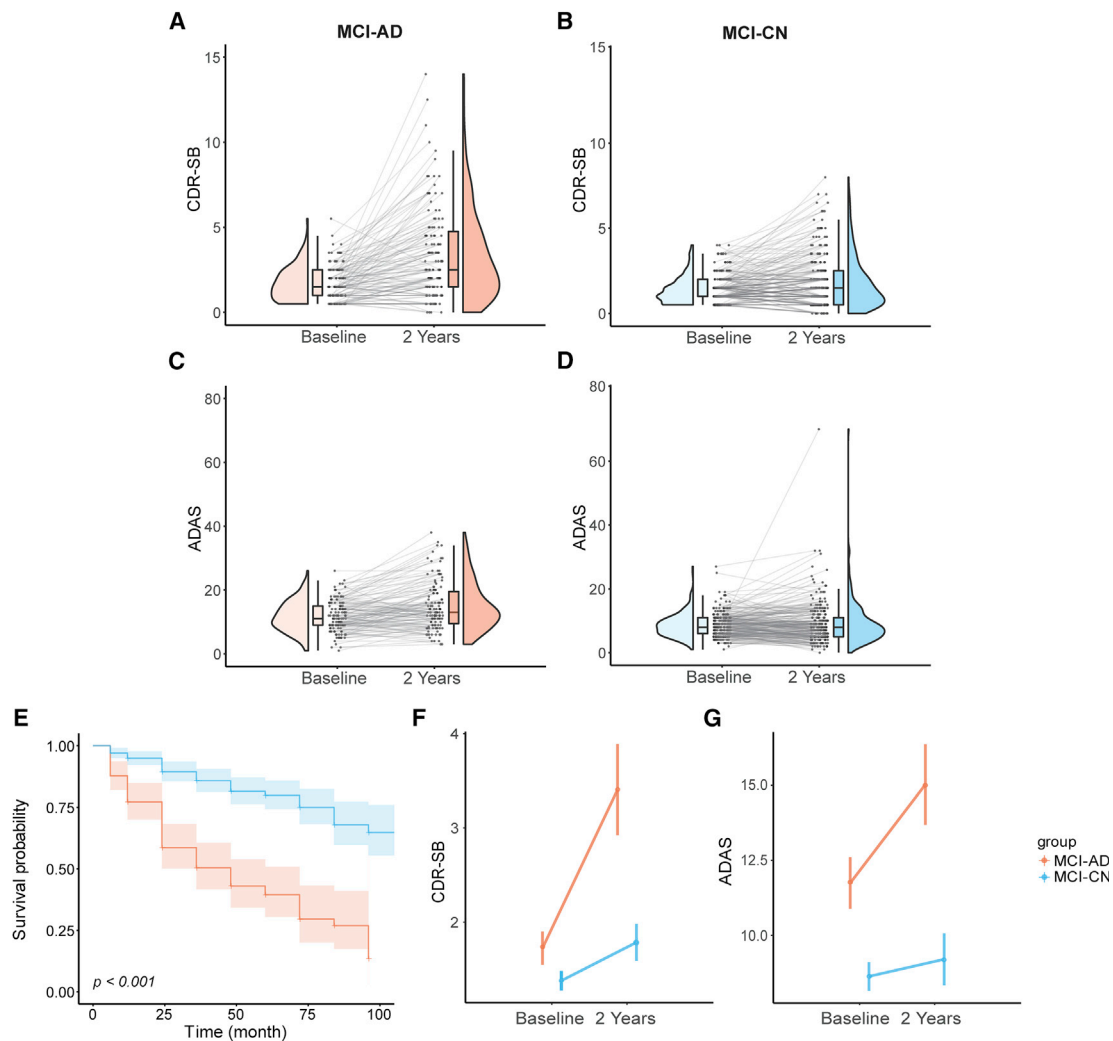 A
MCI-AD
B
MCI-CN
15
10
5
0
CDR-SB
Baseline 2 Years
15
10
5
0
CDR-SB
Baseline 2 Years
C
80
60
40
20
0
ADAS
Baseline 2 Years
D
80
60
40
20
0
ADAS
Baseline 2 Years
E
1.00
0.75
0.50
0.25
0.00
Survival probability
p < 0.001
0 25 50 75 100
Time (month)
F
4
3
2
CDR-SB
Baseline 2 Years
G
15.0
12.5
10.0
ADAS
Baseline 2 Years
group
MCI-AD
MCI-CN